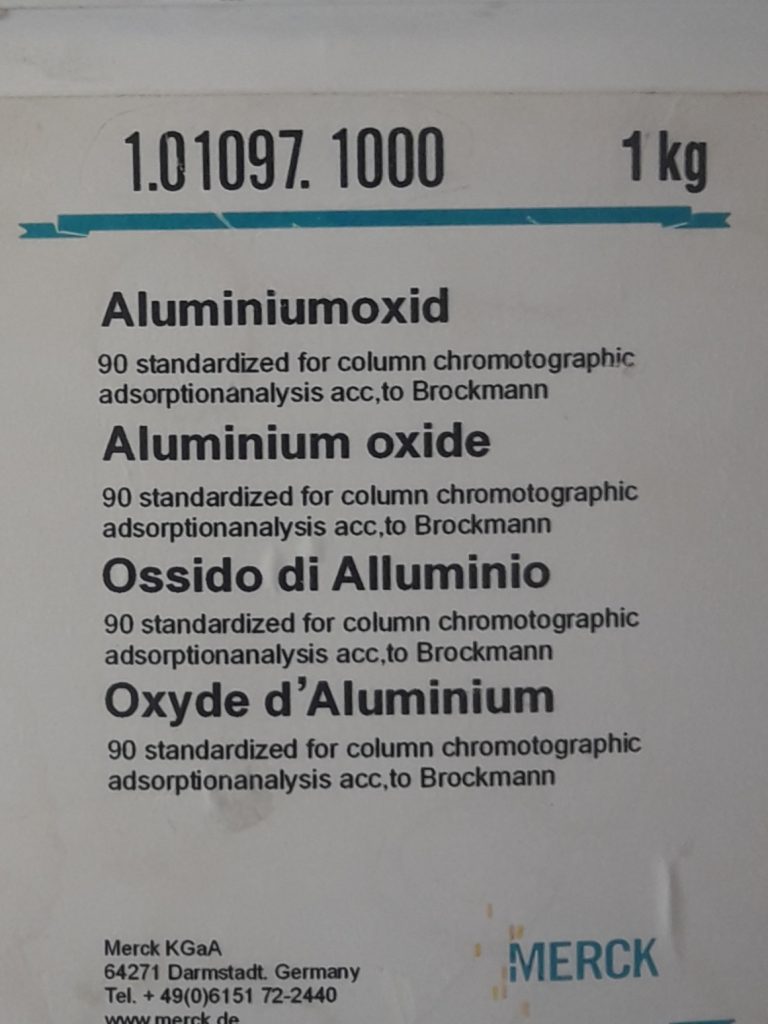 1.01097. 1000 1 kg
Aluminiumoxid
90 standardized for column chromotographic
adsorptionanalysis acc,to Brockmann
Aluminium oxide
90 standardized for column chromotographic
adsorptionanalysis acc,to Brockmann
Ossido di Alluminio
90 standardized for column chromotographic
adsorptionanalysis acc,to Brockmann
Oxyde d’Aluminium
90 standardized for column chromotographic
adsorptionanalysis acc,to Brockmann
Merck KGaA
64271 Darmstadt. Germany
Tel. + 49(0)6151 72-2440
www.merck.de
MERCK